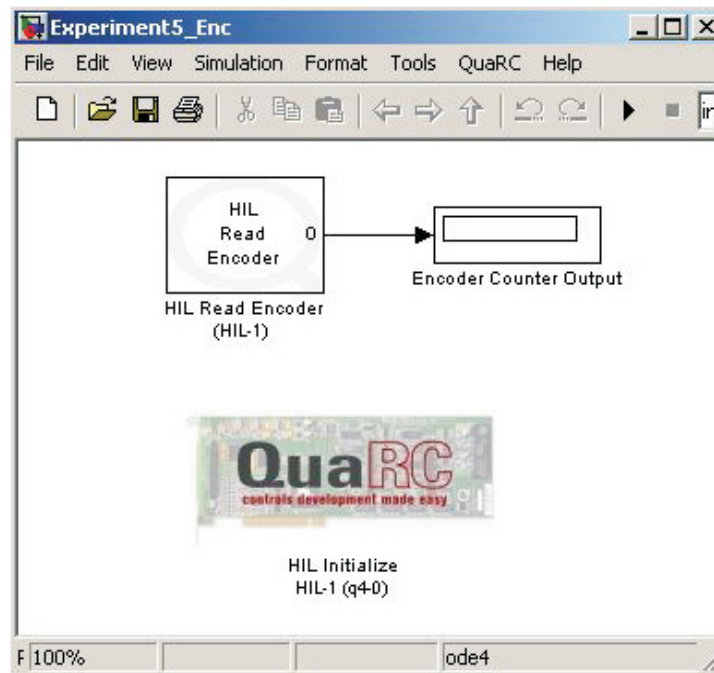 Experiment5_Enc
File Edit View Simulation Format Tools QuaRC Help
HIL
Read 0
Encoder
HIL Read Encoder
(HIL-1)
Encoder Counter Output
QuaRC
controls development made easy
HIL Initialize
HIL-1 (q4-0)
100%
ode4